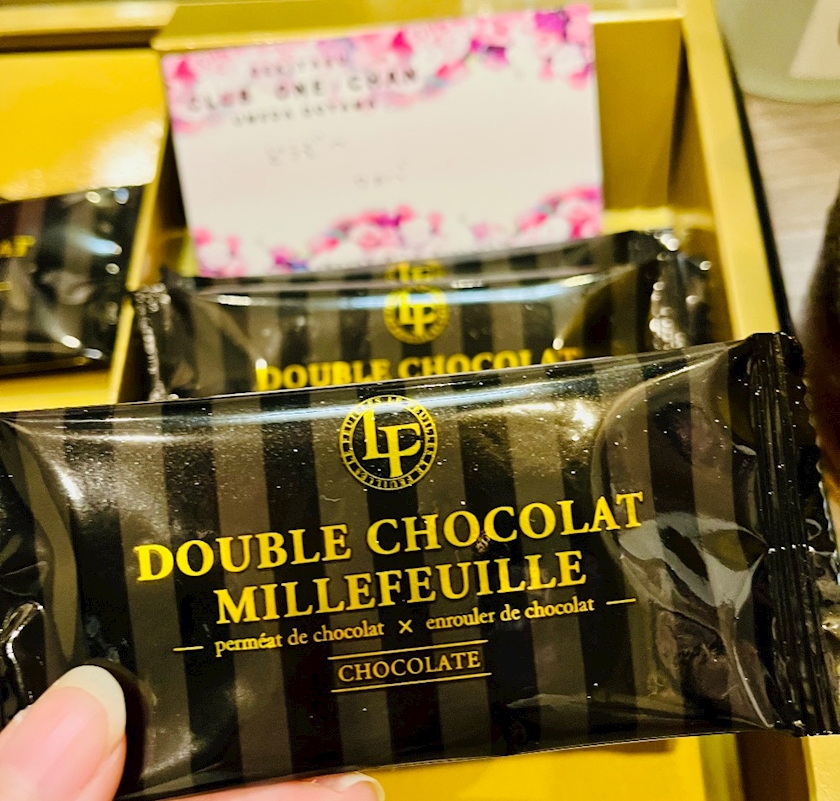 CLUB ONE CHAN
LF
DOUBLE CHOCOLAT
LF
DOUBLE CHOCOLAT
MILLEFEUILLE
perméat de chocolat × enrouler de chocolat
CHOCOLATE